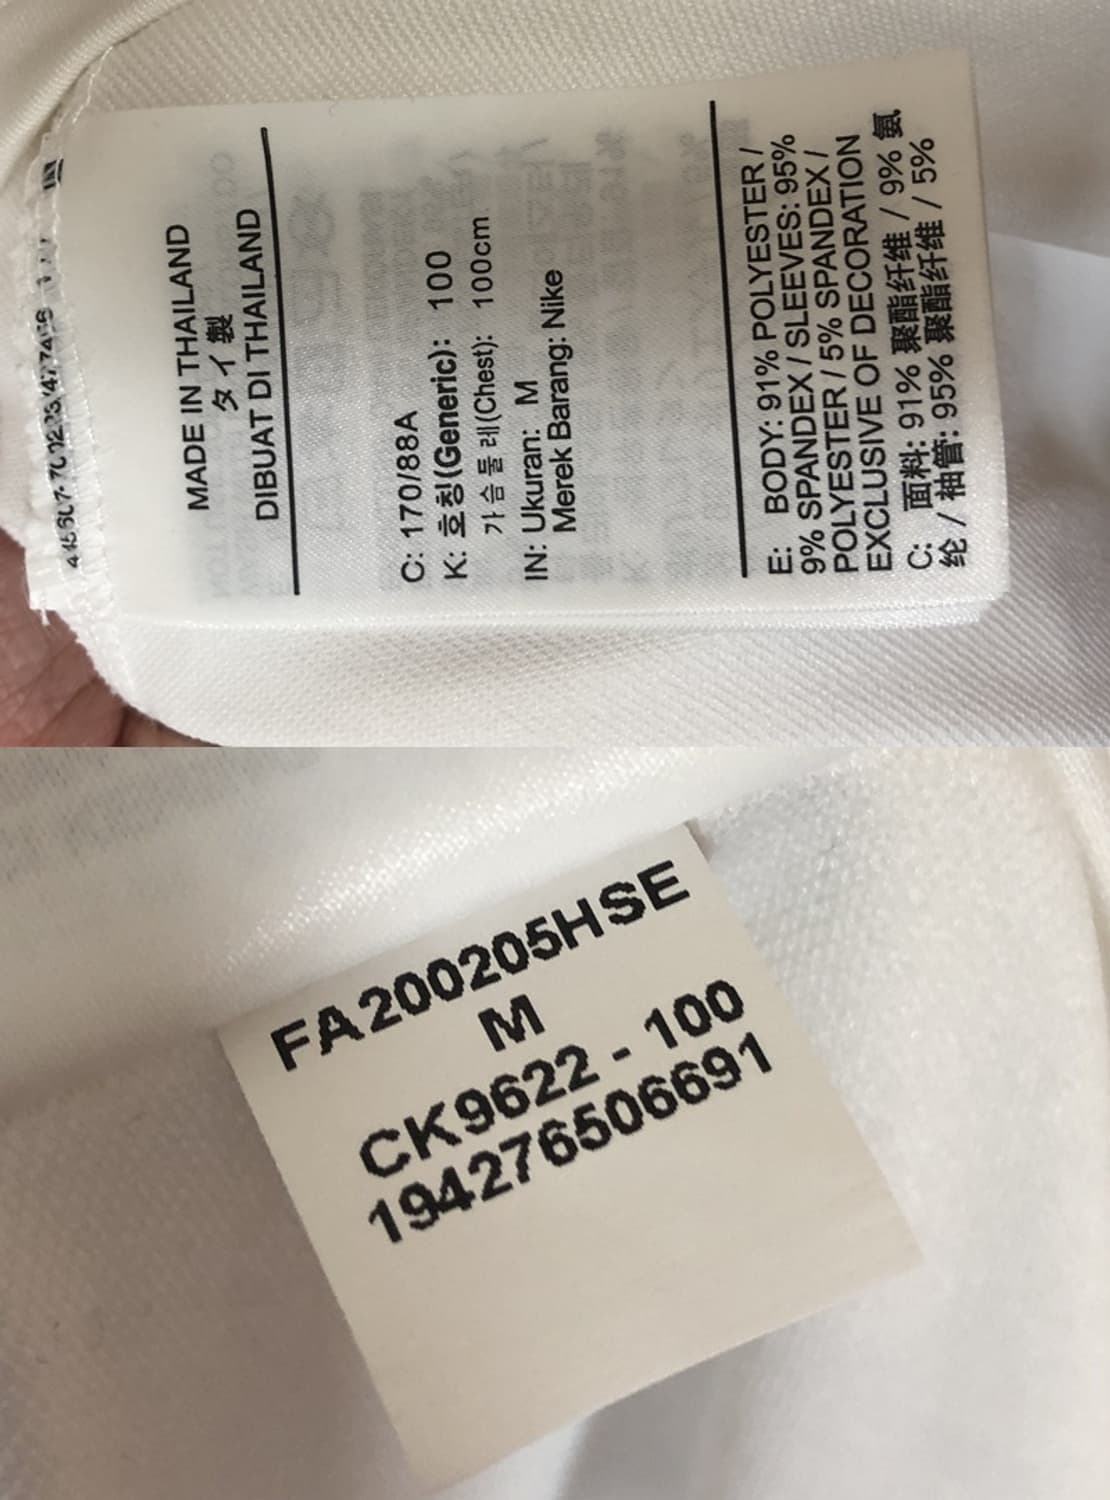 MADE IN THAILAND
タイ製
DIBUAT DI THAILAND
C: 170/88A
K: 호칭(Generic): 100
가슴둘레(Chest): 100cm
IN: Ukuran: M
Merek Barang: Nike
E: BODY: 91% POLYESTER /
9% SPANDEX / SLEEVES: 95%
POLYESTER / 5% SPANDEX /
EXCLUSIVE OF DECORATION
C: 面料: 91% 聚酯纤维 / 9% 氨
纶 / 袖管: 95% 聚酯纤维 / 5%
FA200205HSE
M
CK9622 - 100
194276506691